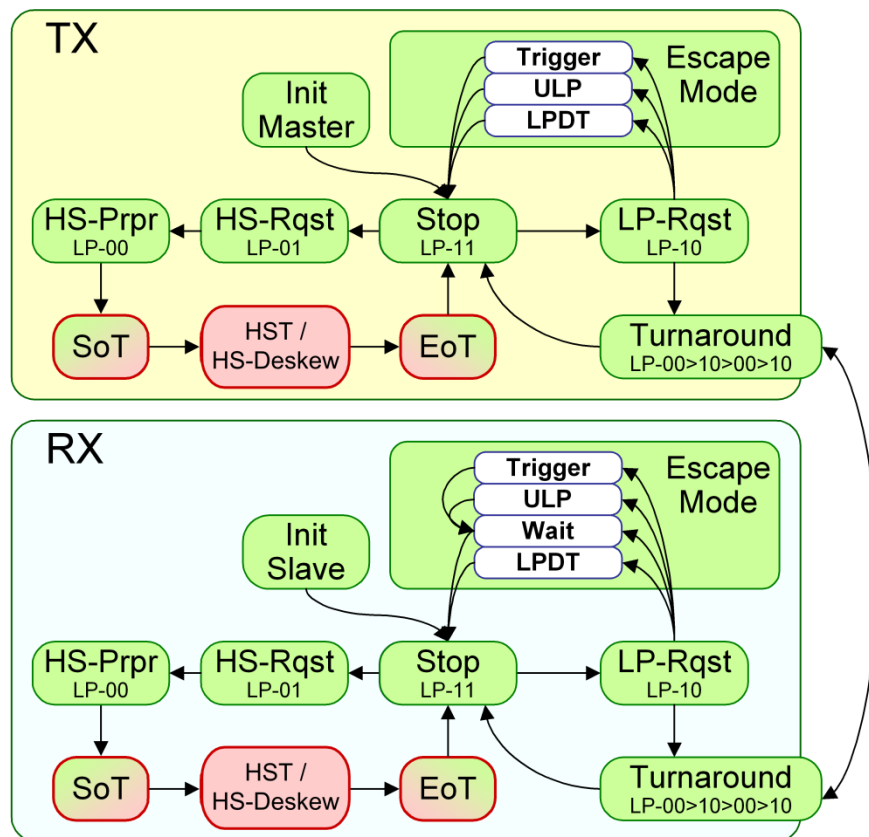 TX
Trigger
ULP
LPDT
Escape
Mode
Init
Master
HS-Prpr
LP-00
HS-Rqst
LP-01
Stop
LP-11
LP-Rqst
LP-10
SoT
HST /
HS-Deskew
EoT
Turnaround
LP-00>10>00>10
RX
Trigger
ULP
Wait
LPDT
Escape
Mode
Init
Slave
HS-Prpr
LP-00
HS-Rqst
LP-01
Stop
LP-11
LP-Rqst
LP-10
SoT
HST /
HS-Deskew
EoT
Turnaround
LP-00>10>00>10